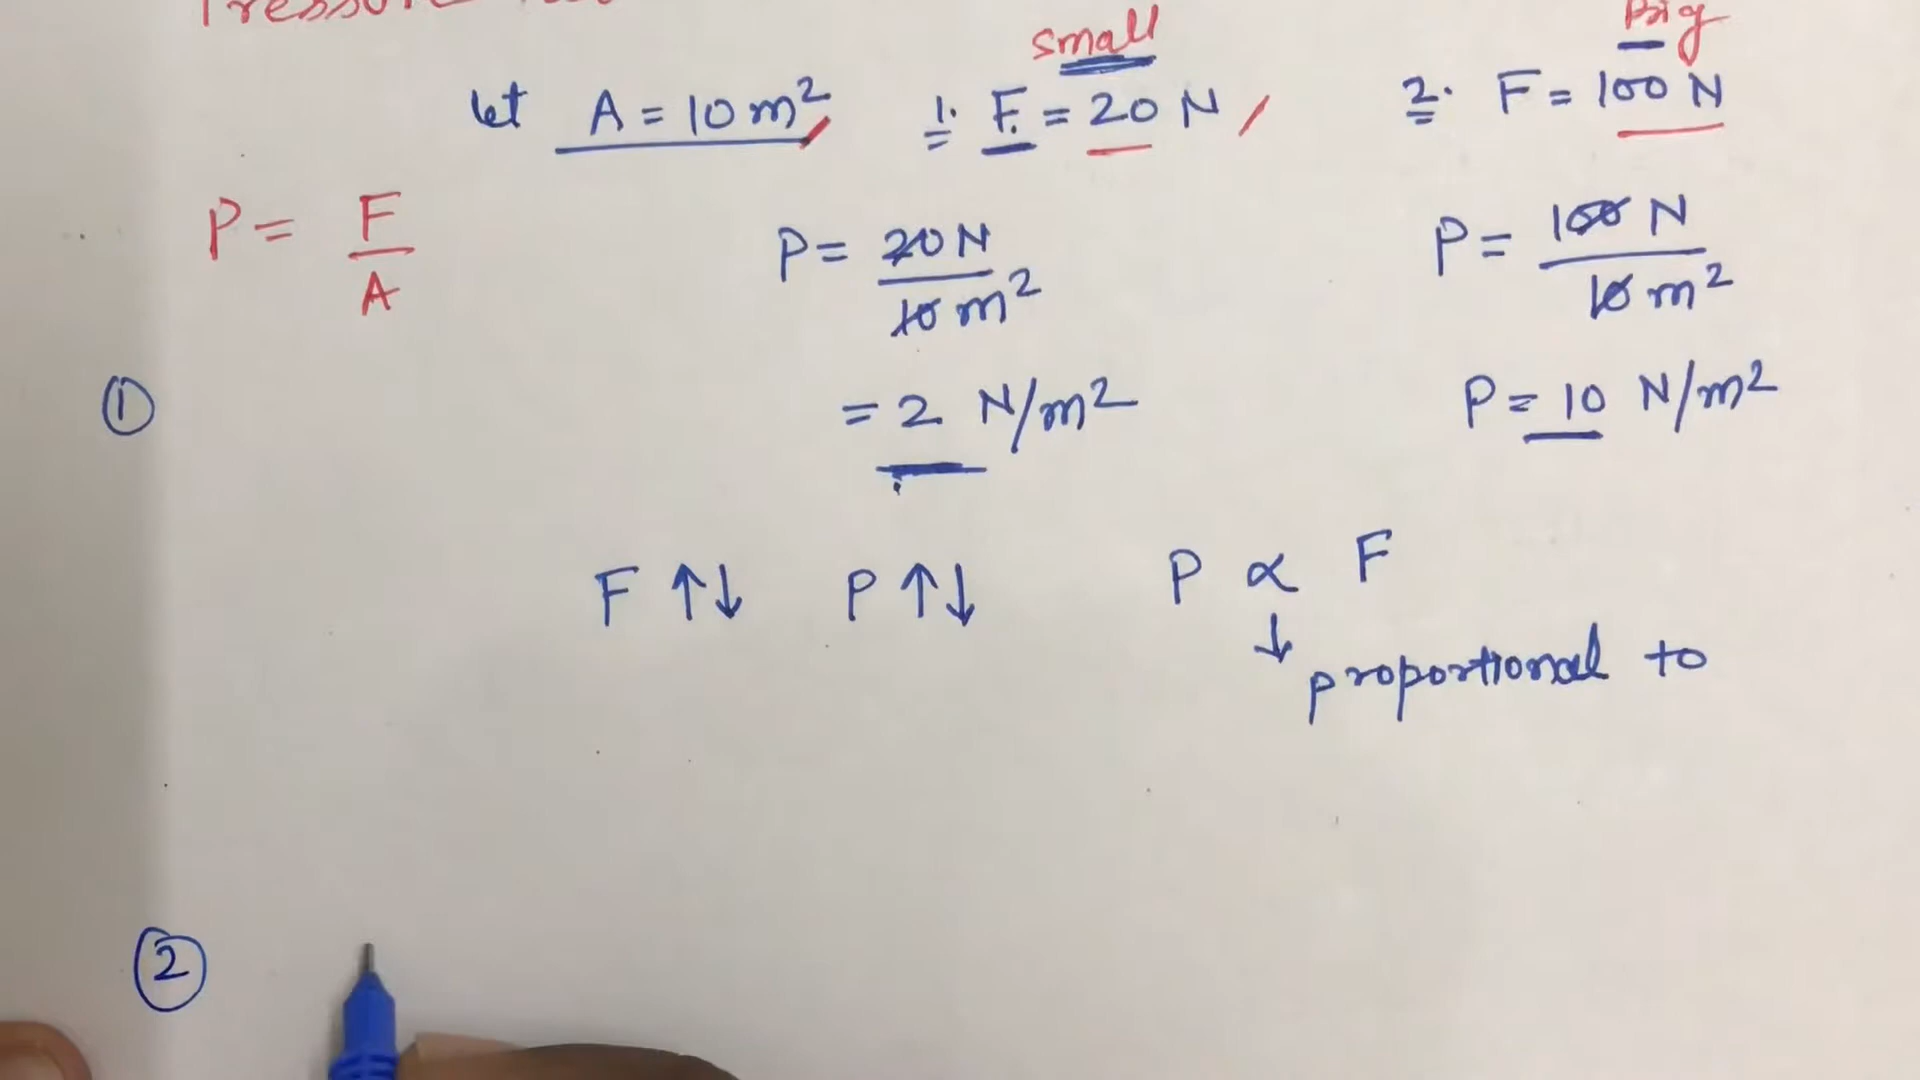 Pressure
small
Big
let A = 10 m² 1. F = 20 N 2. F = 100 N
P = F/A P = 20 N/10 m² P = 100 N/10 m²
① = 2 N/m² P = 10 N/m²
F ↑↓ P ↑↓ P ∝ F
↓ proportional to
②